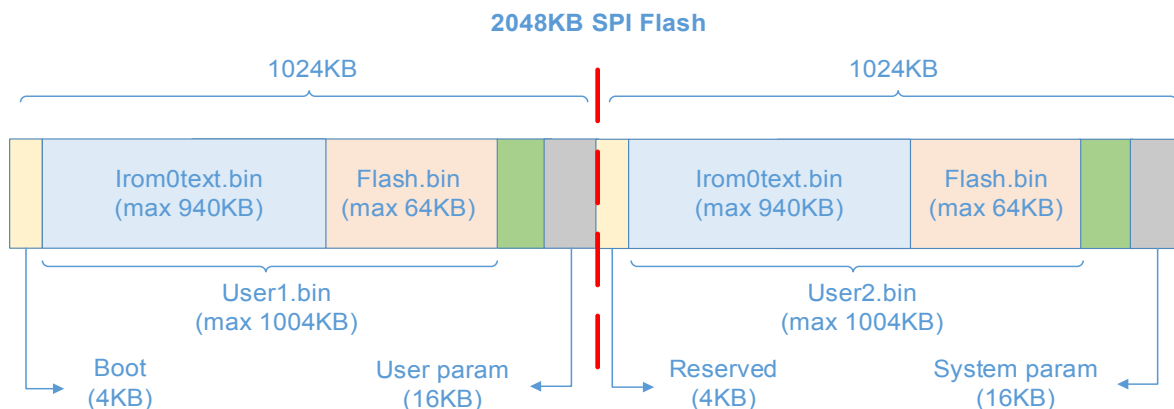 2048KB SPI Flash
1024KB
1024KB
Irom0text.bin
(max 940KB)
Flash.bin
(max 64KB)
Irom0text.bin
(max 940KB)
Flash.bin
(max 64KB)
User1.bin
(max 1004KB)
User2.bin
(max 1004KB)
Boot
(4KB)
User param
(16KB)
Reserved
(4KB)
System param
(16KB)